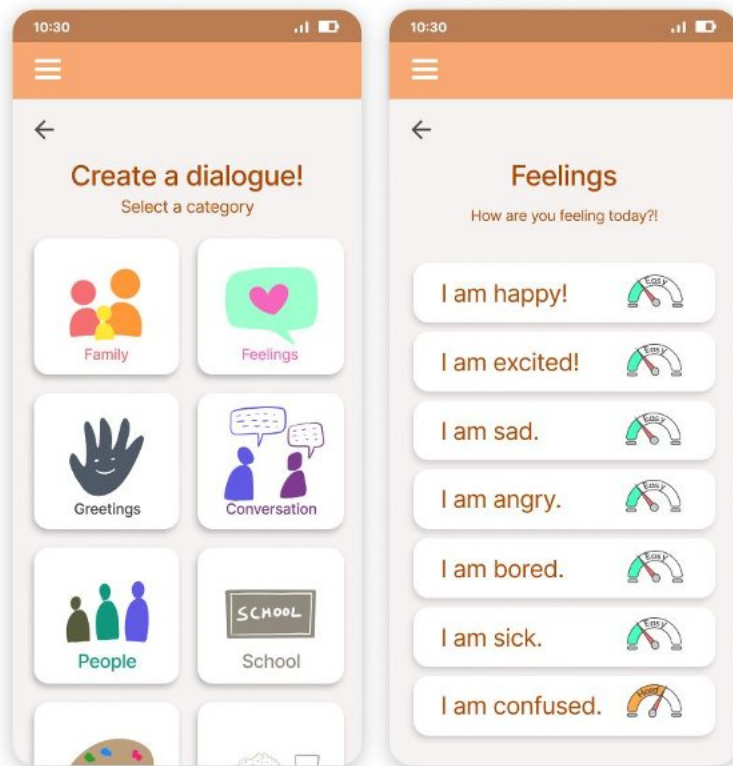 10:30
Create a dialogue!
Select a category
Family
Feelings
Greetings
Conversation
People
SCHOOL
School
10:30
Feelings
How are you feeling today?!
I am happy!
Easy
I am excited!
Easy
I am sad.
Easy
I am angry.
Easy
I am bored.
Easy
I am sick.
Easy
I am confused.
Hard